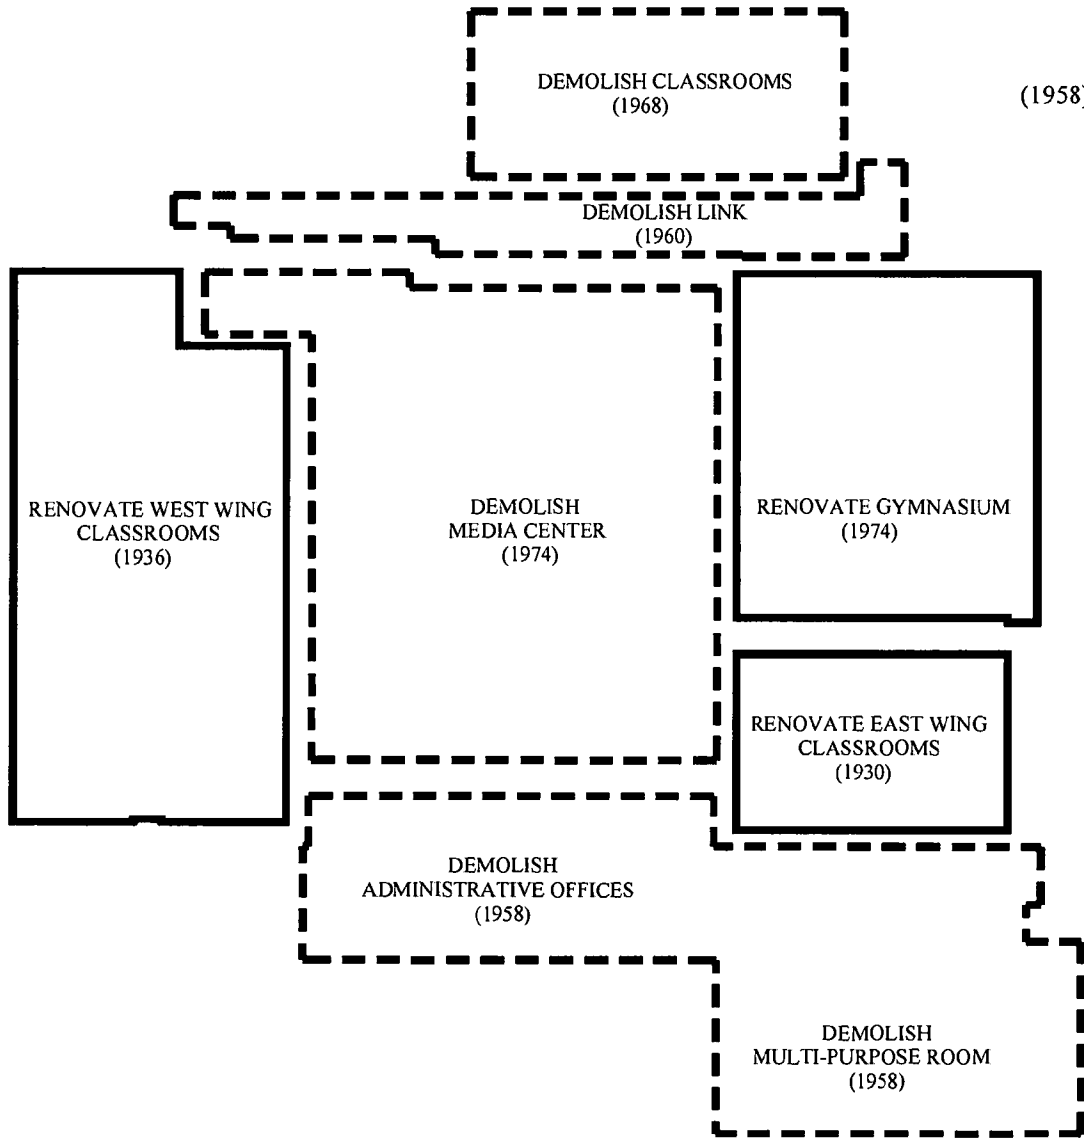 DEMOLISH CLASSROOMS
(1968)
(1958)
DEMOLISH LINK
(1960)
RENOVATE WEST WING
CLASSROOMS
(1936)
DEMOLISH
MEDIA CENTER
(1974)
RENOVATE GYMNASIUM
(1974)
RENOVATE EAST WING
CLASSROOMS
(1930)
DEMOLISH
ADMINISTRATIVE OFFICES
(1958)
DEMOLISH
MULTI-PURPOSE ROOM
(1958)